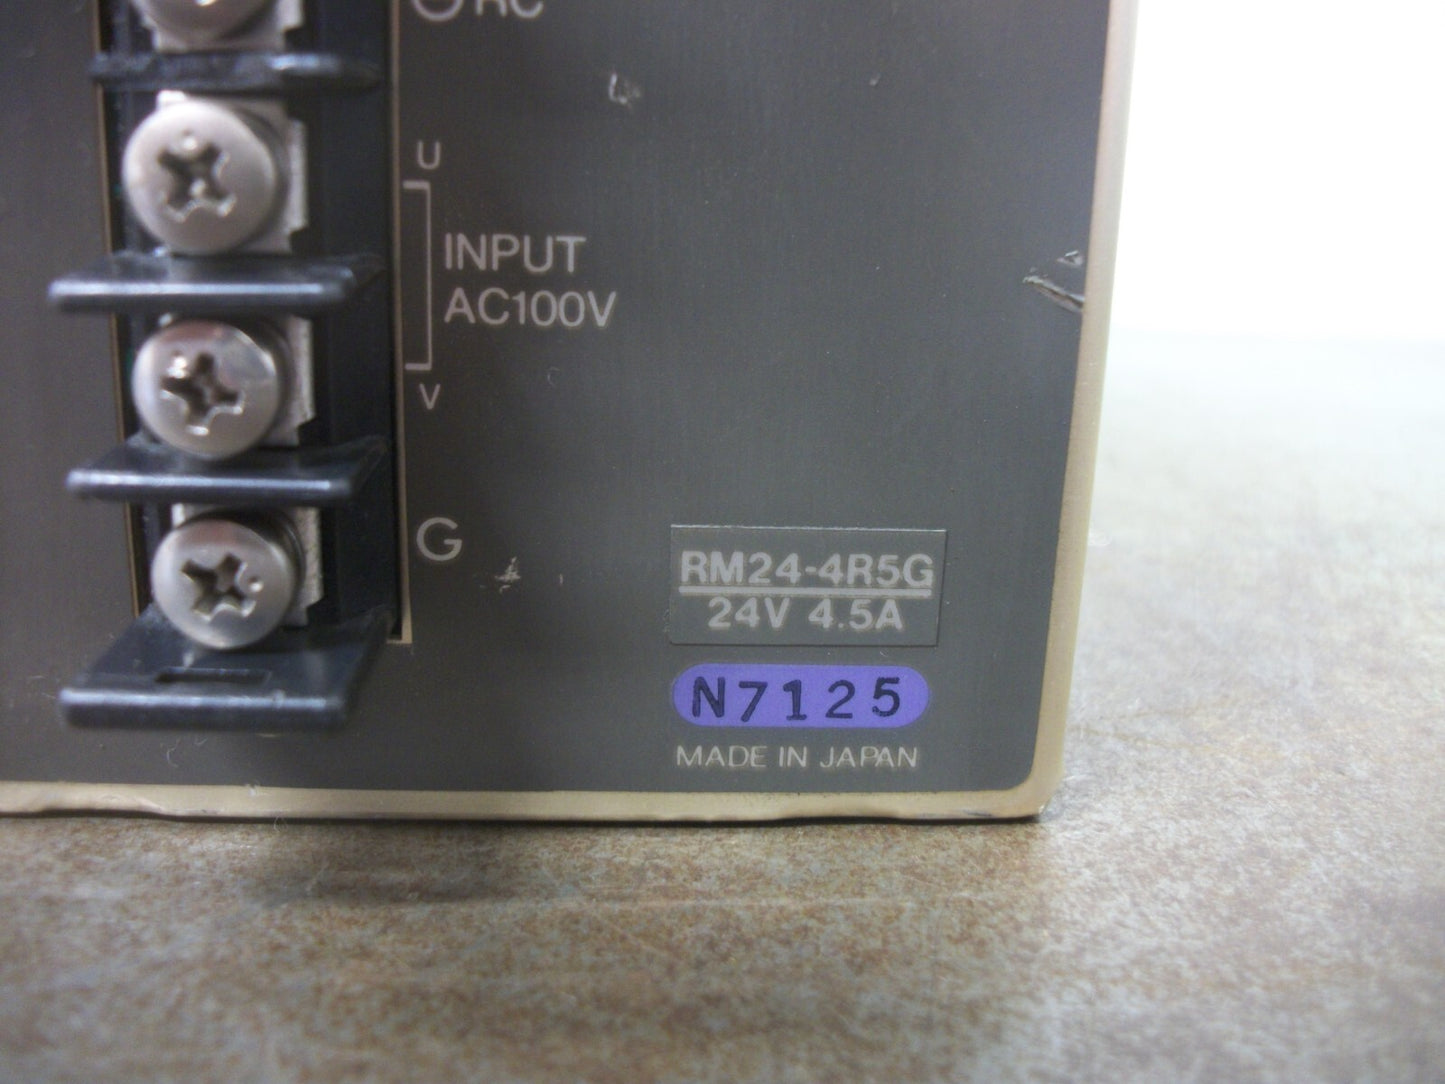 RC
U
INPUT
AC100V
V
G
RM24-4R5G
24V 4.5A
N7125
MADE IN JAPAN